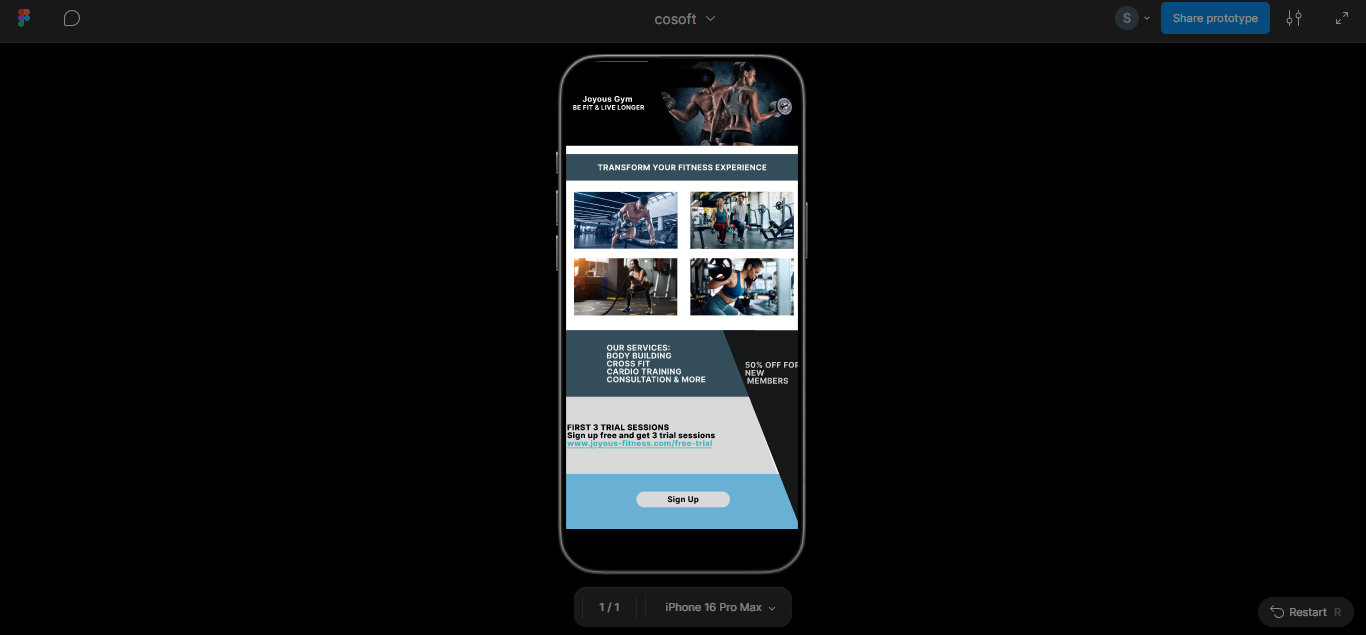 cosoft
S
Share prototype
Joyous Gym
BE FIT & LIVE LONGER
TRANSFORM YOUR FITNESS EXPERIENCE
OUR SERVICES:
BODY BUILDING
CROSS FIT
CARDIO TRAINING
CONSULTATION & MORE
50% OFF FOR
NEW
MEMBERS
FIRST 3 TRIAL SESSIONS
Sign up free and get 3 trial sessions
www.joyous-fitness.com/free-trial
Sign Up
1 / 1
iPhone 16 Pro Max
Restart R